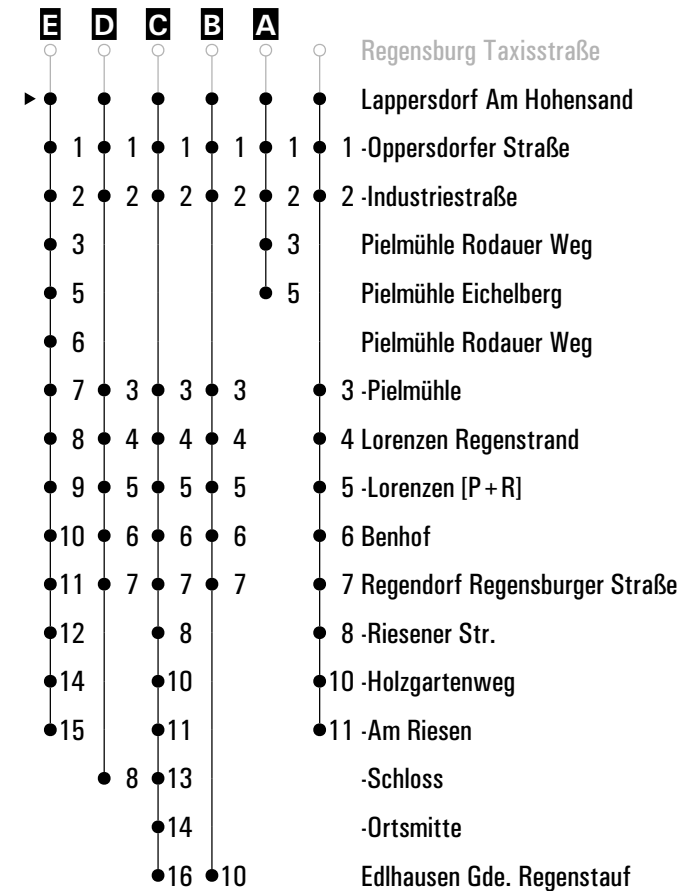 E D C B A
Regensburg Taxisstraße
Lappersdorf Am Hohensand
1 1 1 1 1 1 -Oppersdorfer Straße
2 2 2 2 2 2 -Industriestraße
3 3 Pielmühle Rodauer Weg
5 5 Pielmühle Eichelberg
6 Pielmühle Rodauer Weg
7 3 3 3 3 -Pielmühle
8 4 4 4 4 Lorenzen Regenstrand
9 5 5 5 5 -Lorenzen [P+R]
10 6 6 6 6 Benhof
11 7 7 7 7 Regendorf Regensburger Straße
12 8 8 -Riesener Str.
14 10 10 -Holzgartenweg
15 11 11 -Am Riesen
8 13 -Schloss
14 -Ortsmitte
16 10 Edlhausen Gde. Regenstauf